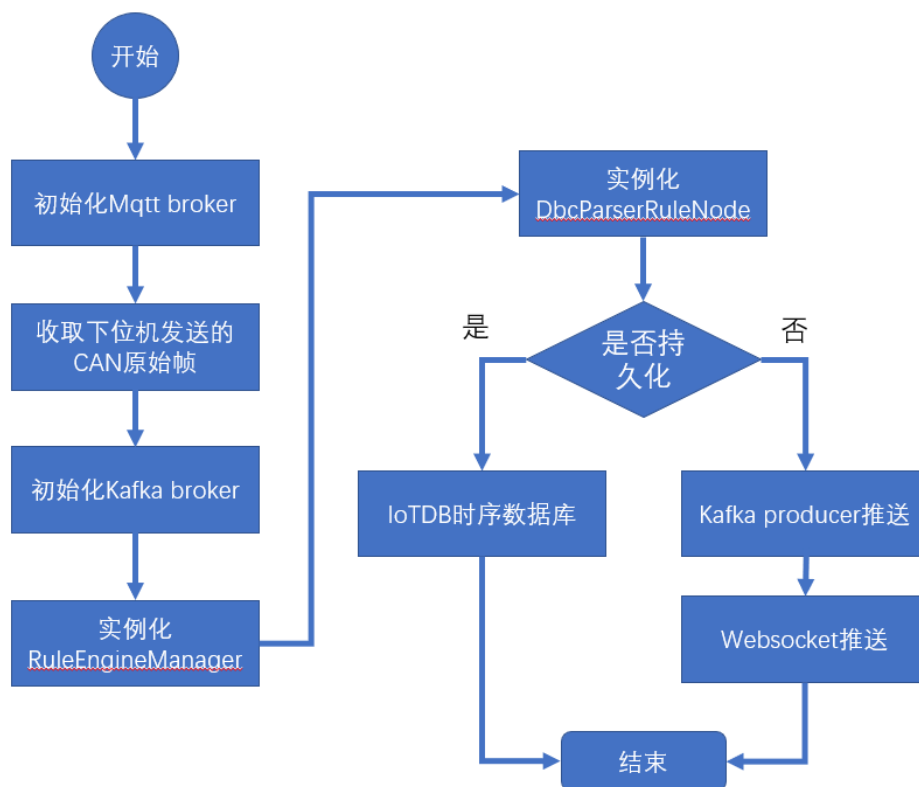 开始
初始化Mqtt broker
收取下位机发送的
CAN原始帧
初始化Kafka broker
实例化
RuleEngineManager
实例化
DbcParserRuleNode
是否持
久化
是
否
IoTDB时序数据库
Kafka producer推送
Websocket推送
结束